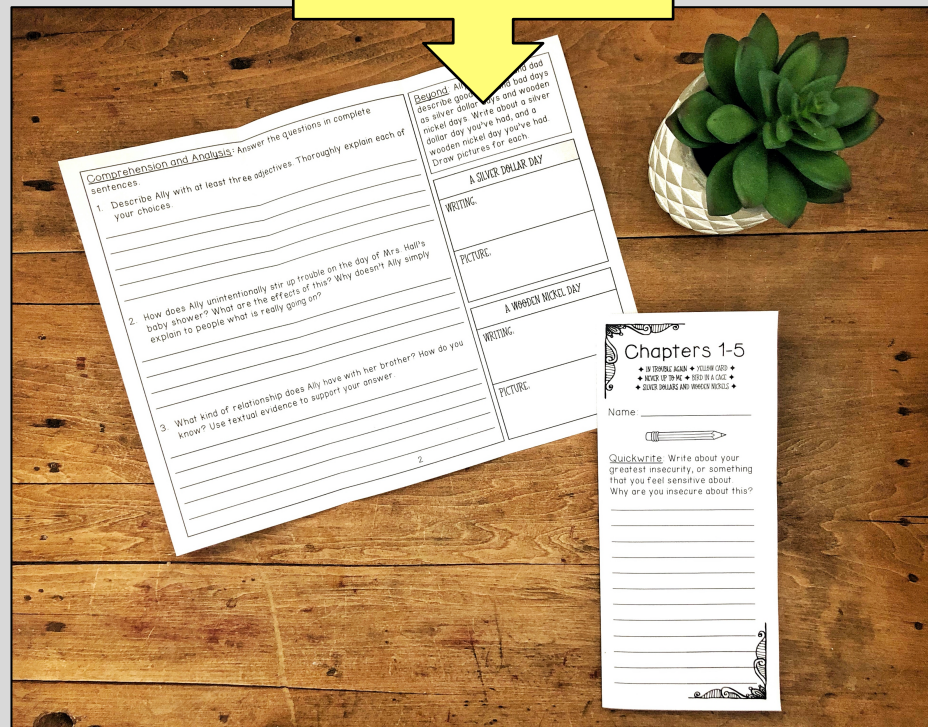 Comprehension and Analysis: Answer the questions in complete
sentences.
1. Describe Ally with at least three adjectives. Thoroughly explain each of
your choices.
2. How does Ally unintentionally stir up trouble on the day of Mrs. Hall's
baby shower? What are the effects of this? Why doesn't Ally simply
explain to people what is really going on?
3. What kind of relationship does Ally have with her brother? How do you
know? Use textual evidence to support your answer.
2
Beyond: and dad
describe good bad days
as silver dollar days and wooden
nickel days. Write about a silver
dollar day you've had, and a
wooden nickel day you've had.
Draw pictures for each.
A SILVER DOLLAR DAY
WRITING:
PICTURE:
A WOODEN NICKEL DAY
WRITING:
PICTURE:
Chapters 1-5
✦ IN TROUBLE AGAIN ✦ YELLOW CARD ✦
✦ NEVER UP TO ME ✦ BIRD IN A CAGE ✦
✦ SILVER DOLLARS AND WOODEN NICKELS ✦
Name
Quickwrite: Write about your
greatest insecurity, or something
that you feel sensitive about.
Why are you insecure about this?